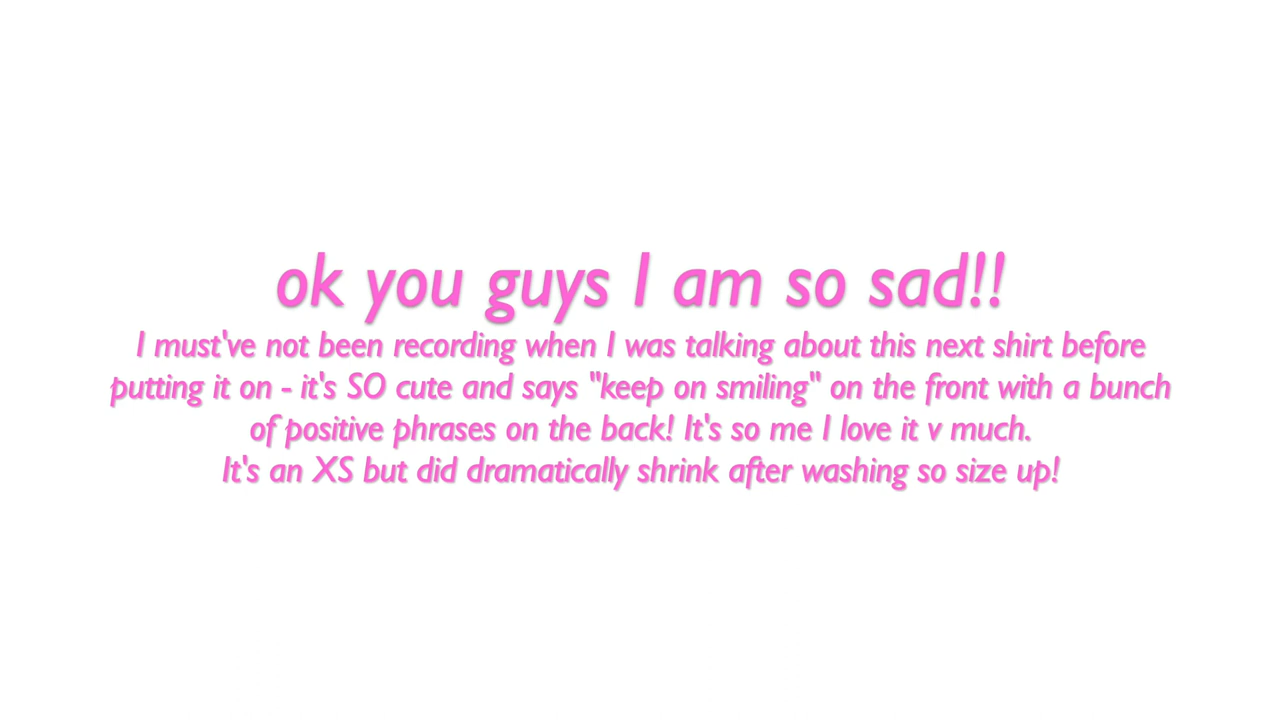 ok you guys I am so sad!!
I must've not been recording when I was talking about this next shirt before
putting it on - it's SO cute and says "keep on smiling" on the front with a bunch
of positive phrases on the back! It's so me I love it v much.
It's an XS but did dramatically shrink after washing so size up!